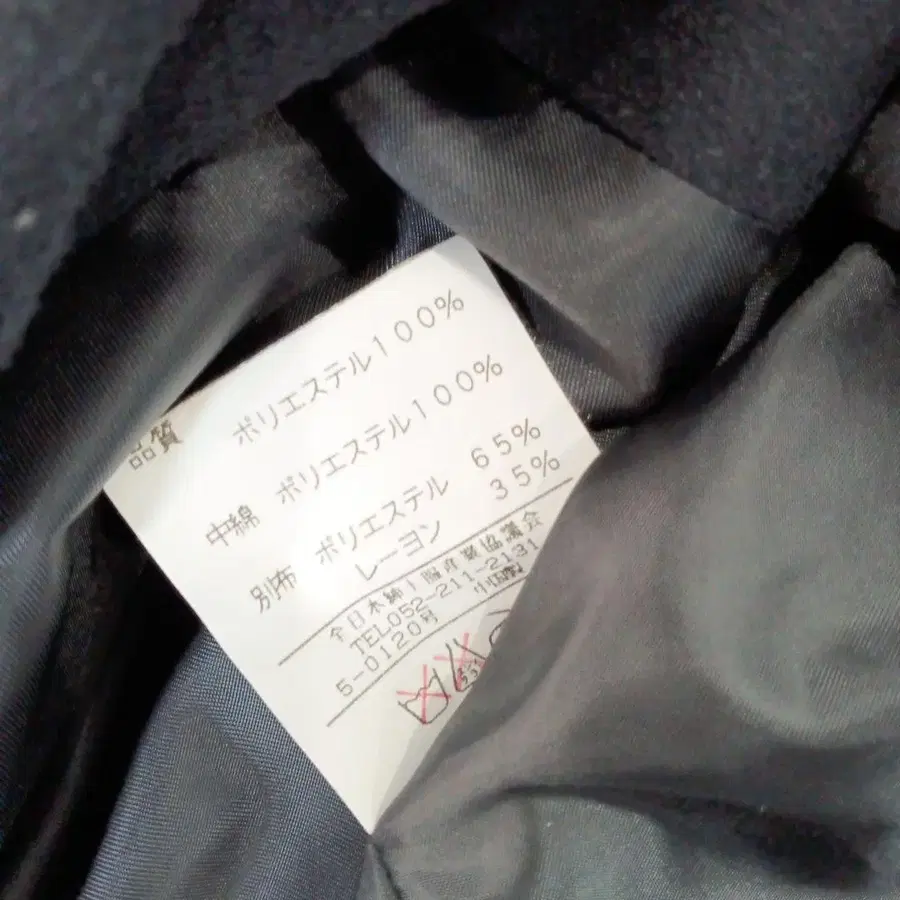 品質 ポリエステル100%
中綿 ポリエステル100%
別布 ポリエステル 65%
レーヨン 35%
全日本婦人服産業協議会
TEL052-211-2131
5-0120号